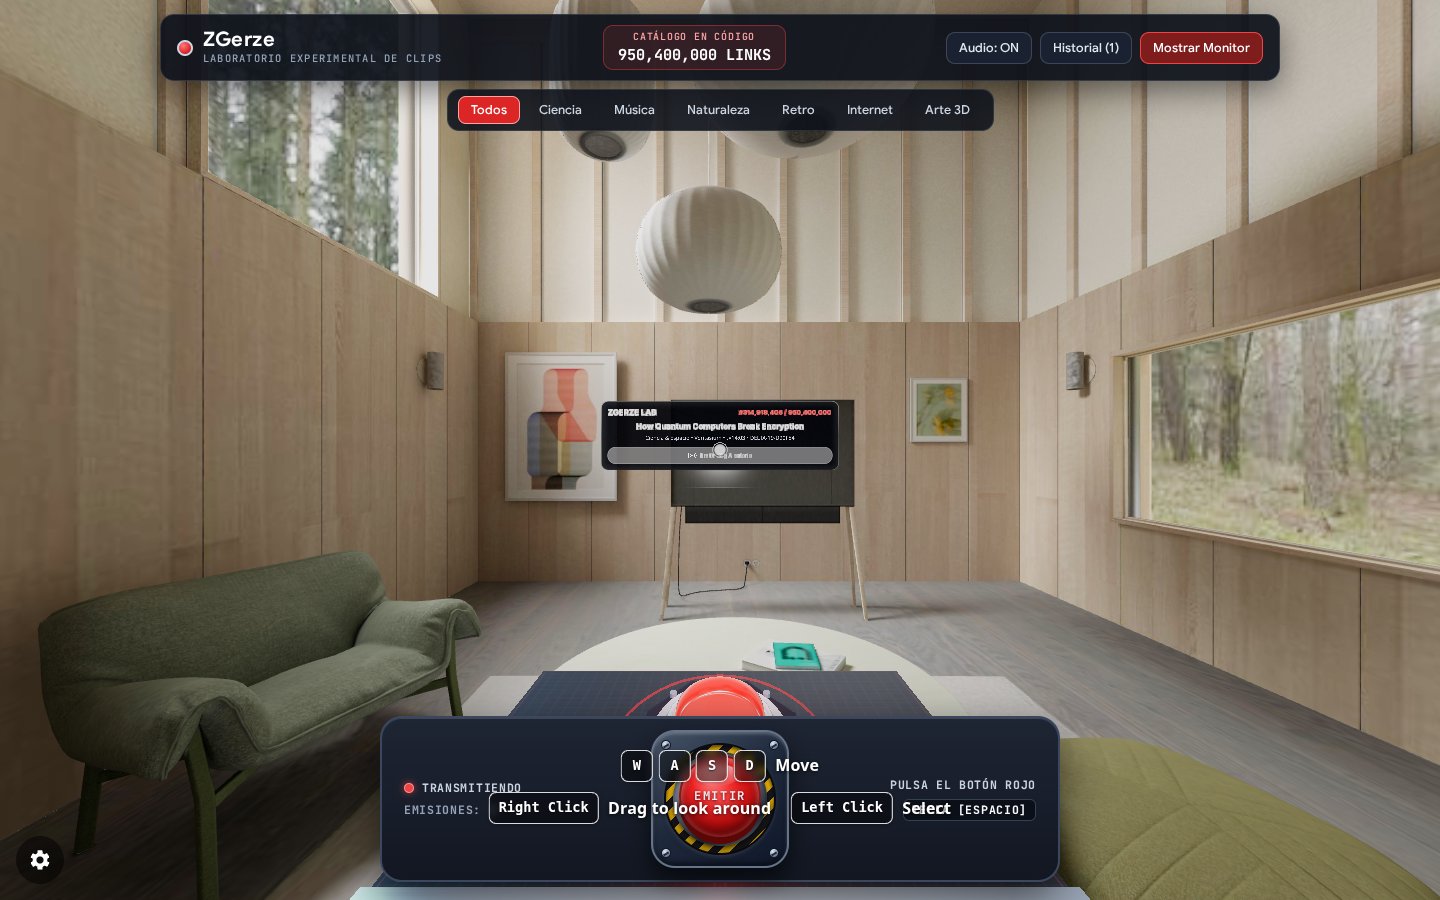 ZGerze
LABORATORIO EXPERIMENTAL DE CLIPS
CATÁLOGO EN CÓDIGO
950,400,000 LINKS
Audio: ON
Historial (1)
Mostrar Monitor
Todos
Ciencia
Música
Naturaleza
Retro
Internet
Arte 3D
ZGERZE LAB
How Quantum Computers Break Encryption
W A S D Move
TRANSMITIENDO
EMISIONES:
EMITIR
PULSA EL BOTÓN ROJO
[ESPACIO]
Right Click Drag to look around
Left Click Select